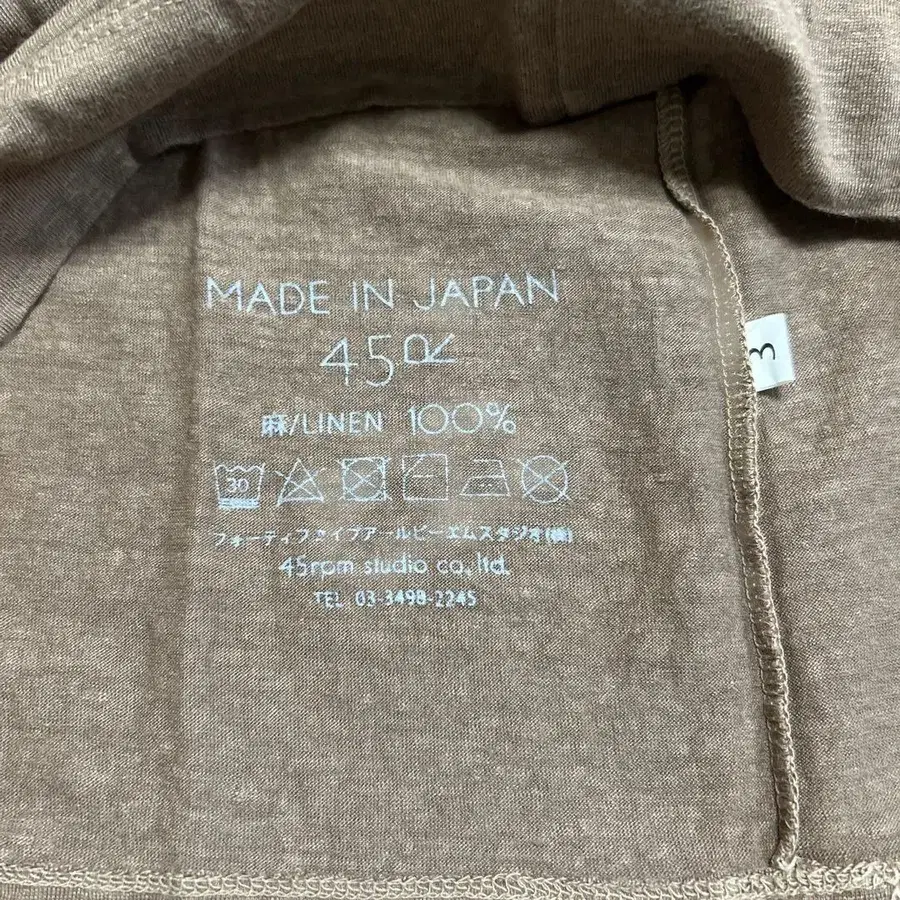 MADE IN JAPAN
45R
麻/LINEN 100%
30
フォーティファイブアールピーエムスタジオ(株)
45rpm studio co., ltd.
TEL 03-3498-2245
3